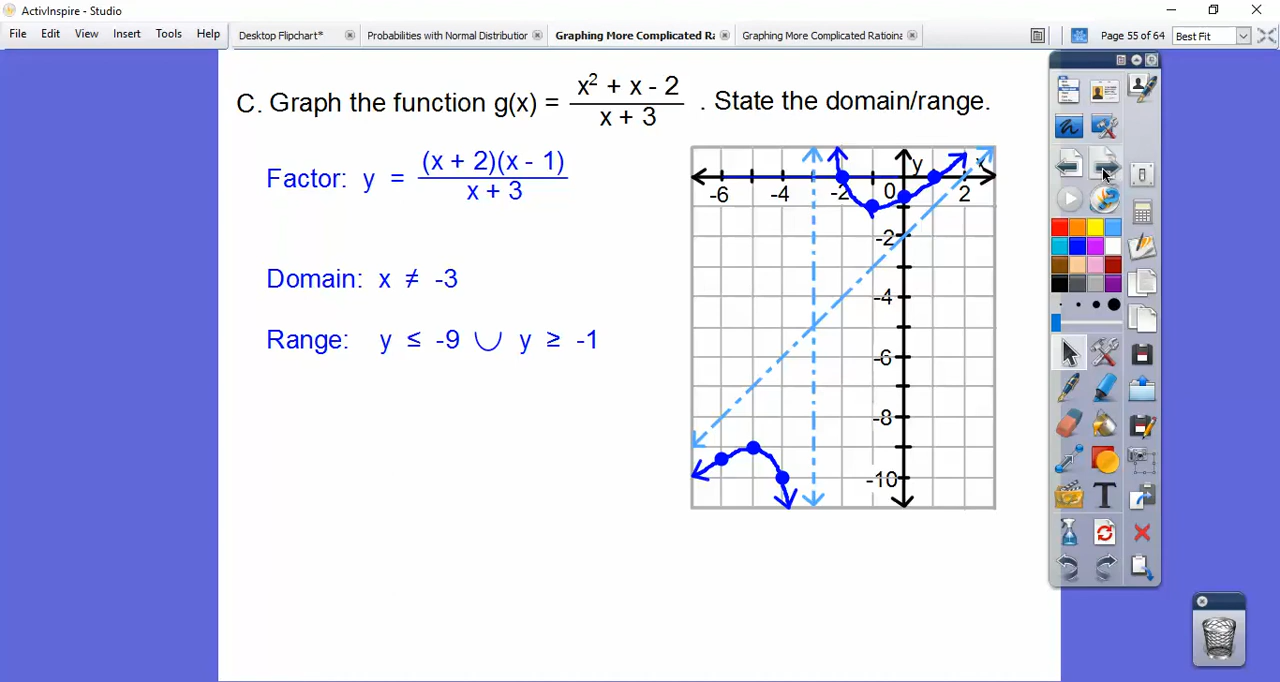 ActivInspire - Studio
File Edit View Insert Tools Help
Desktop Flipchart* Probabilities with Normal Distributior Graphing More Complicated Ra Graphing More Complicated Ratioina Page 55 of 64 Best Fit
C. Graph the function g(x) = x² + x - 2 / x + 3 . State the domain/range.
Factor: y = (x + 2)(x - 1) / x + 3
Domain: x ≠ -3
Range: y ≤ -9 ∪ y ≥ -1
y x
-6 -4 -2 0 2
-2
-4
-6
-8
-10
T